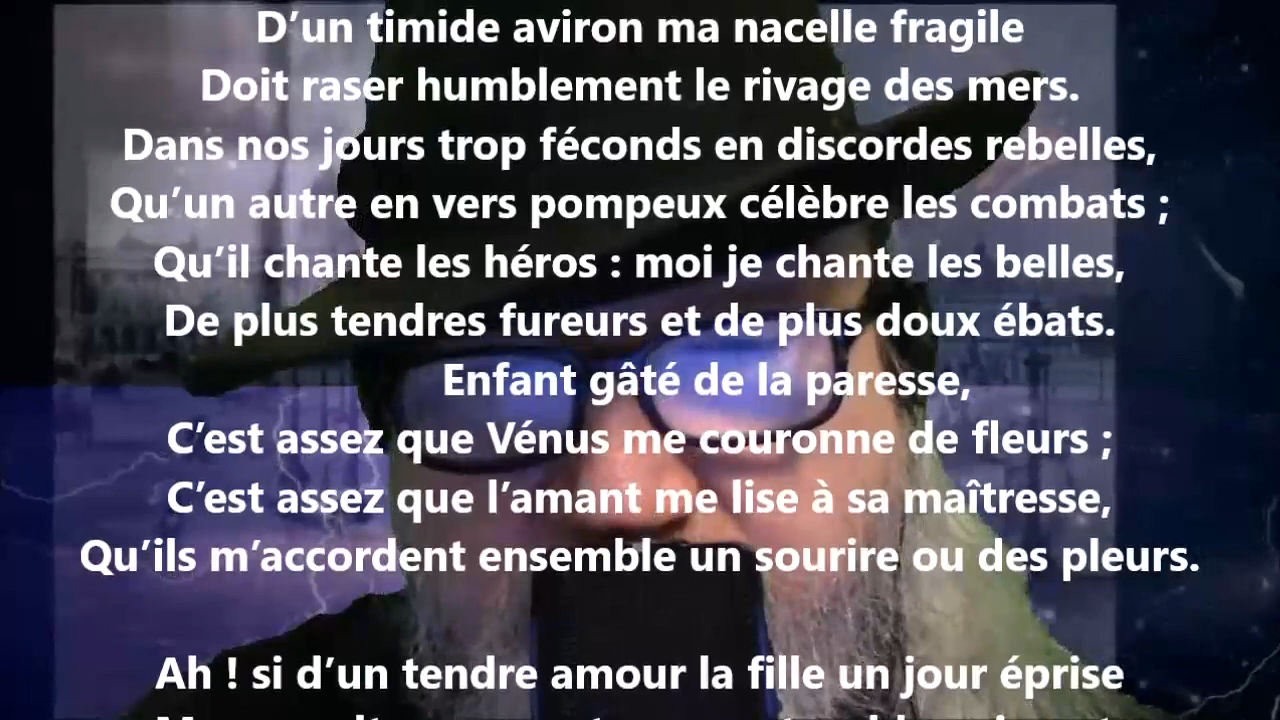 D’un timide aviron ma nacelle fragile
Doit raser humblement le rivage des mers.
Dans nos jours trop féconds en discordes rebelles,
Qu’un autre en vers pompeux célèbre les combats ;
Qu’il chante les héros : moi je chante les belles,
De plus tendres fureurs et de plus doux ébats.
Enfant gâté de la paresse,
C’est assez que Vénus me couronne de fleurs ;
C’est assez que l’amant me lise à sa maîtresse,
Qu’ils m’accordent ensemble un sourire ou des pleurs.
Ah ! si d’un tendre amour la fille un jour éprise